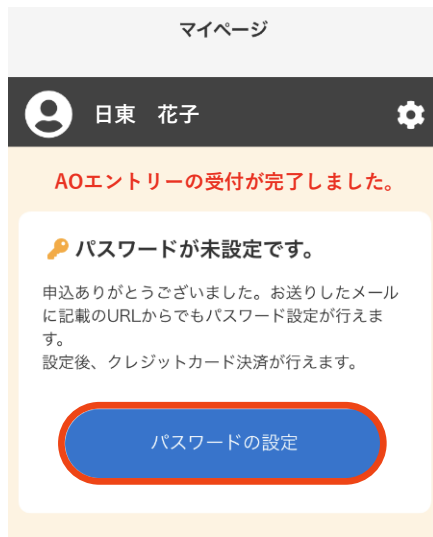 マイページ
日東　花子
AOエントリーの受付が完了しました。
パスワードが未設定です。
申込ありがとうございました。お送りしたメール
に記載のURLからでもパスワード設定が行えま
す。
設定後、クレジットカード決済が行えます。
パスワードの設定